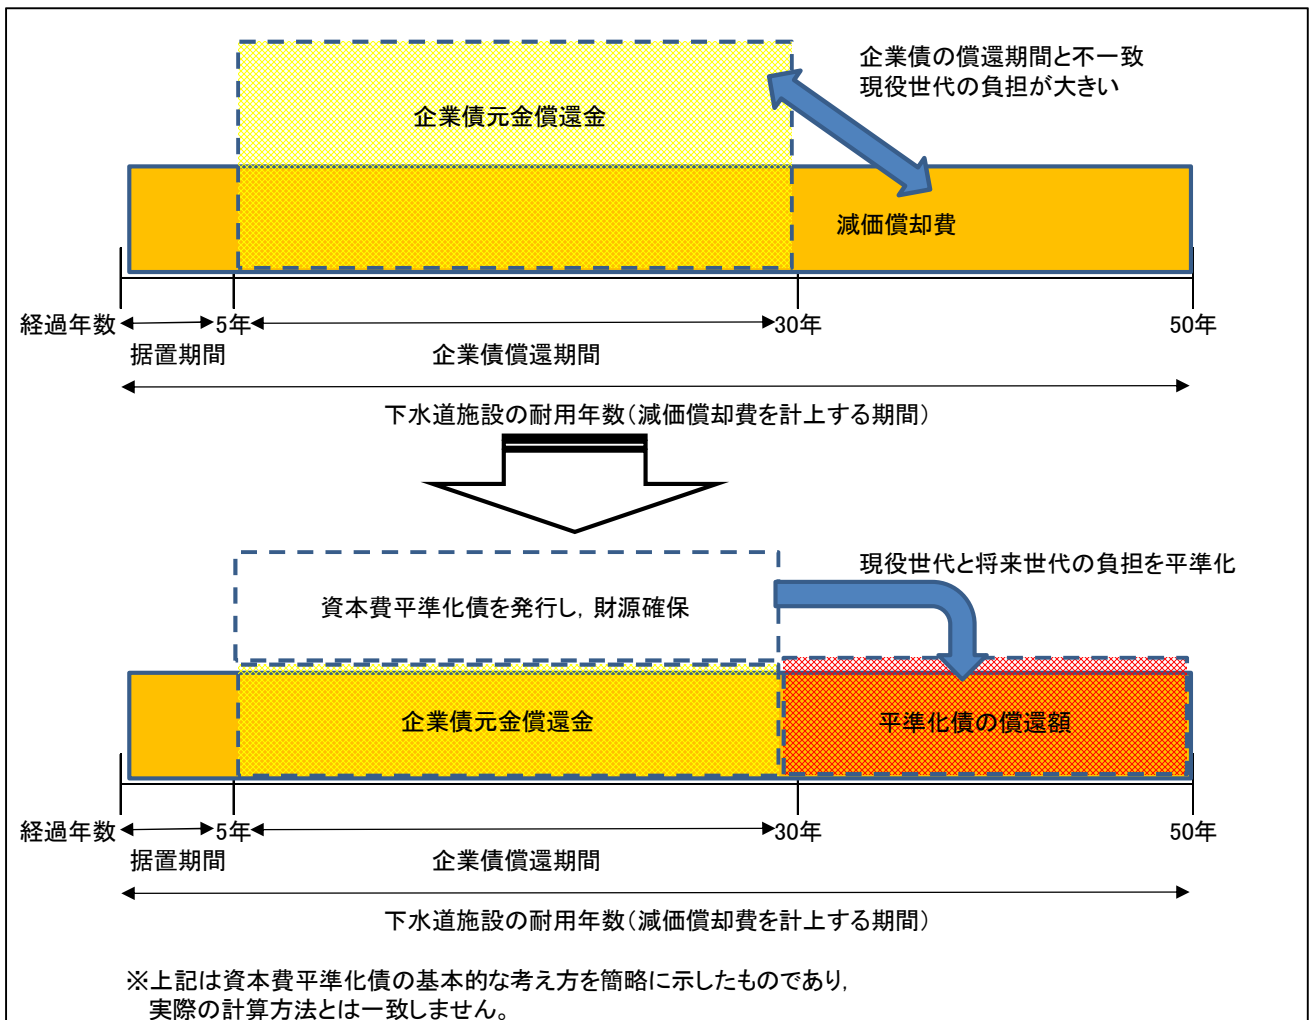 企業債の償還期間と不一致
現役世代の負担が大きい
企業債元金償還金
減価償却費
経過年数
5年
30年
50年
据置期間
企業債償還期間
下水道施設の耐用年数(減価償却費を計上する期間)
現役世代と将来世代の負担を平準化
資本費平準化債を発行し，財源確保
企業債元金償還金
平準化債の償還額
経過年数
5年
30年
50年
据置期間
企業債償還期間
下水道施設の耐用年数(減価償却費を計上する期間)
※上記は資本費平準化債の基本的な考え方を簡略に示したものであり，
実際の計算方法とは一致しません。